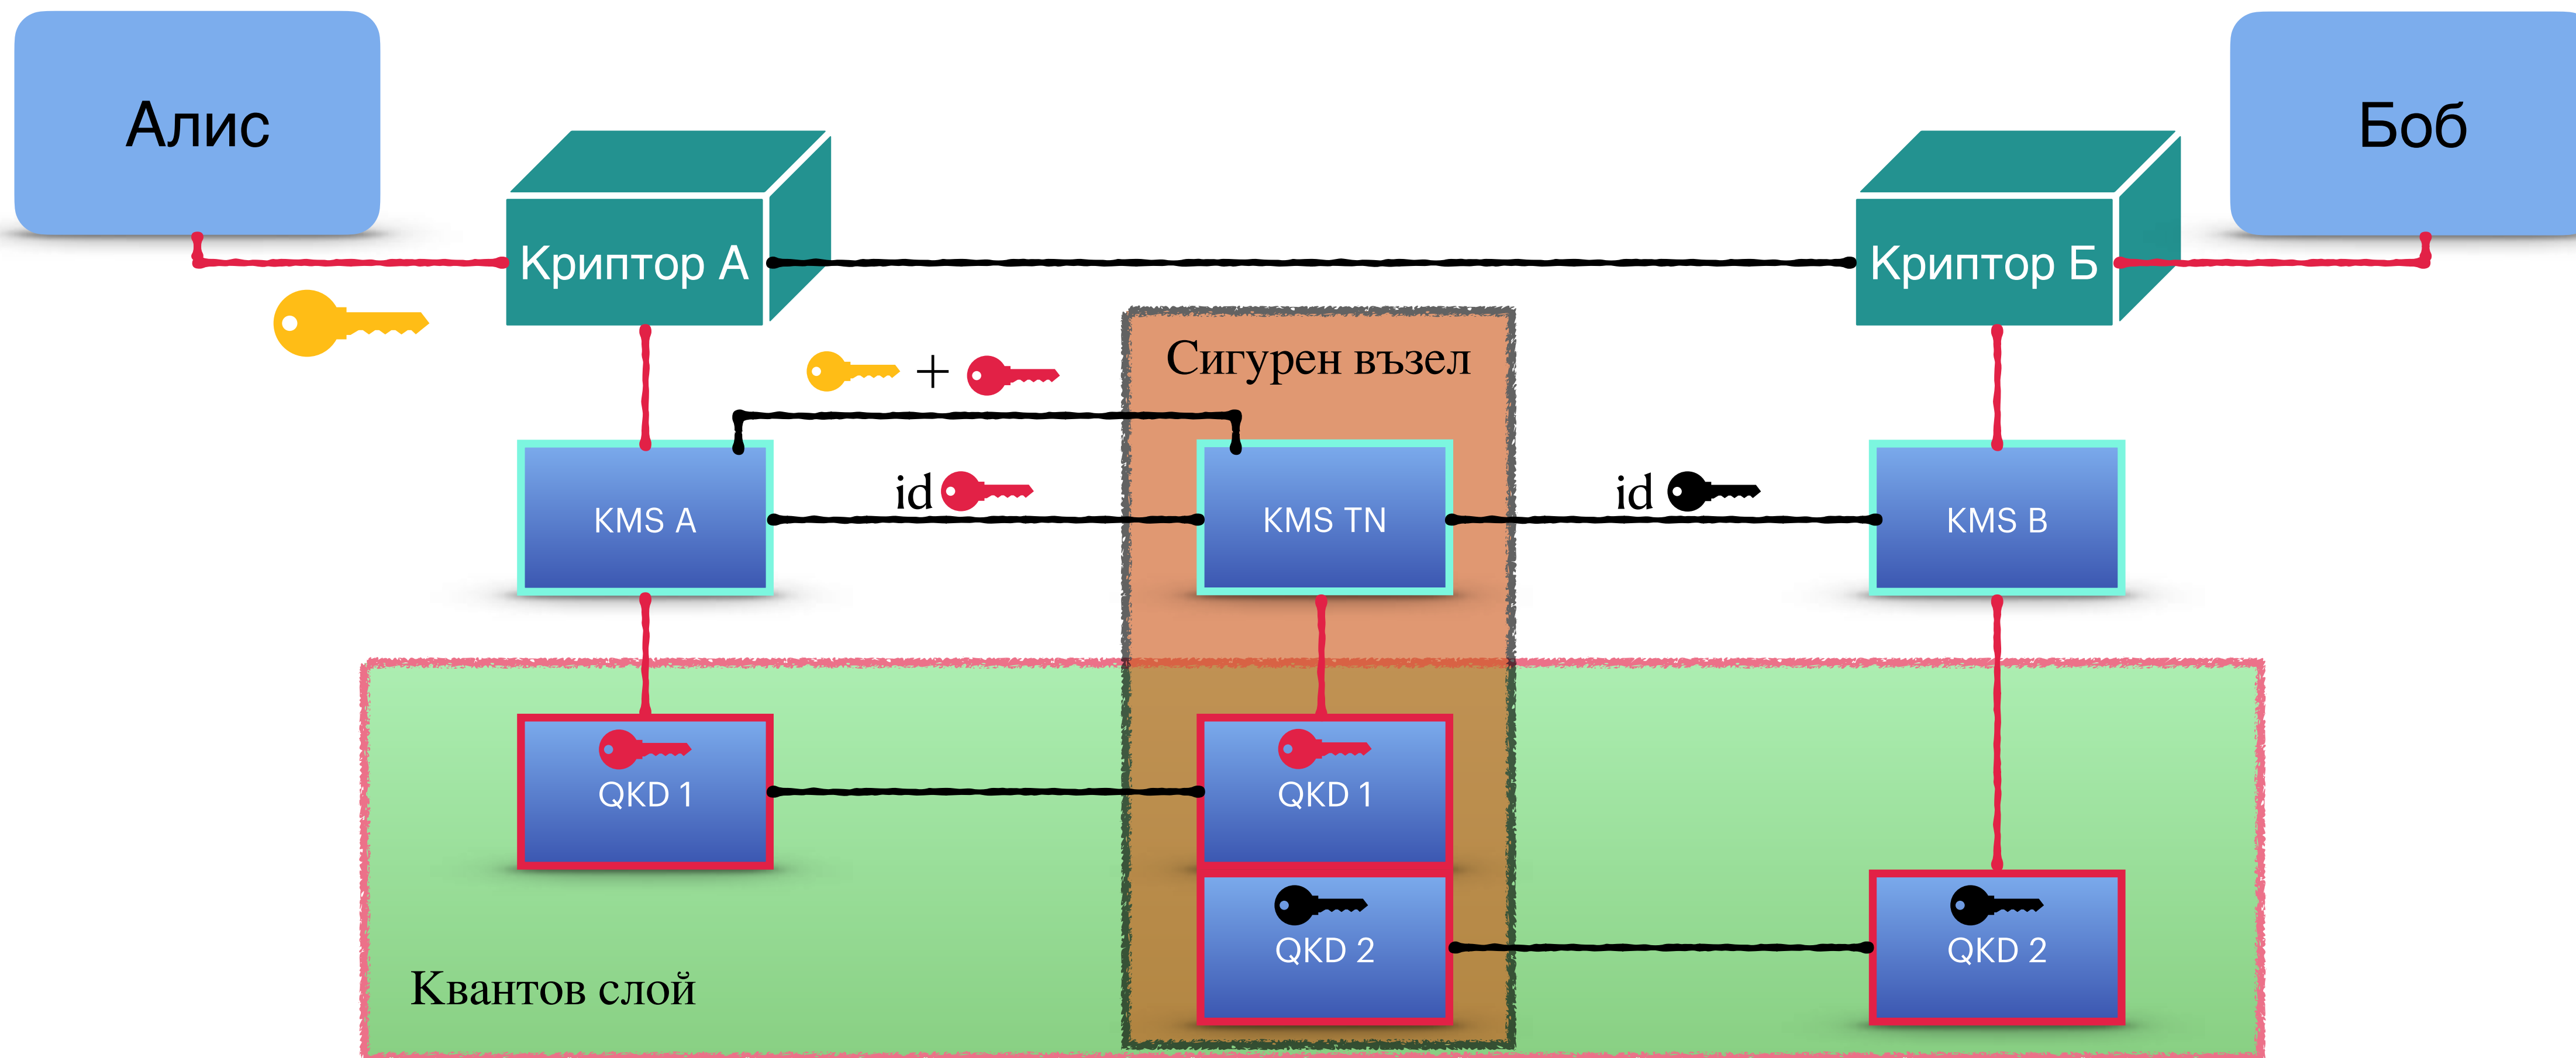 Алис
Боб
Криптор А
Криптор Б
+
Сигурен възел
id
id
KMS A
KMS TN
KMS B
QKD 1
QKD 1
QKD 2
QKD 2
Квантов слой